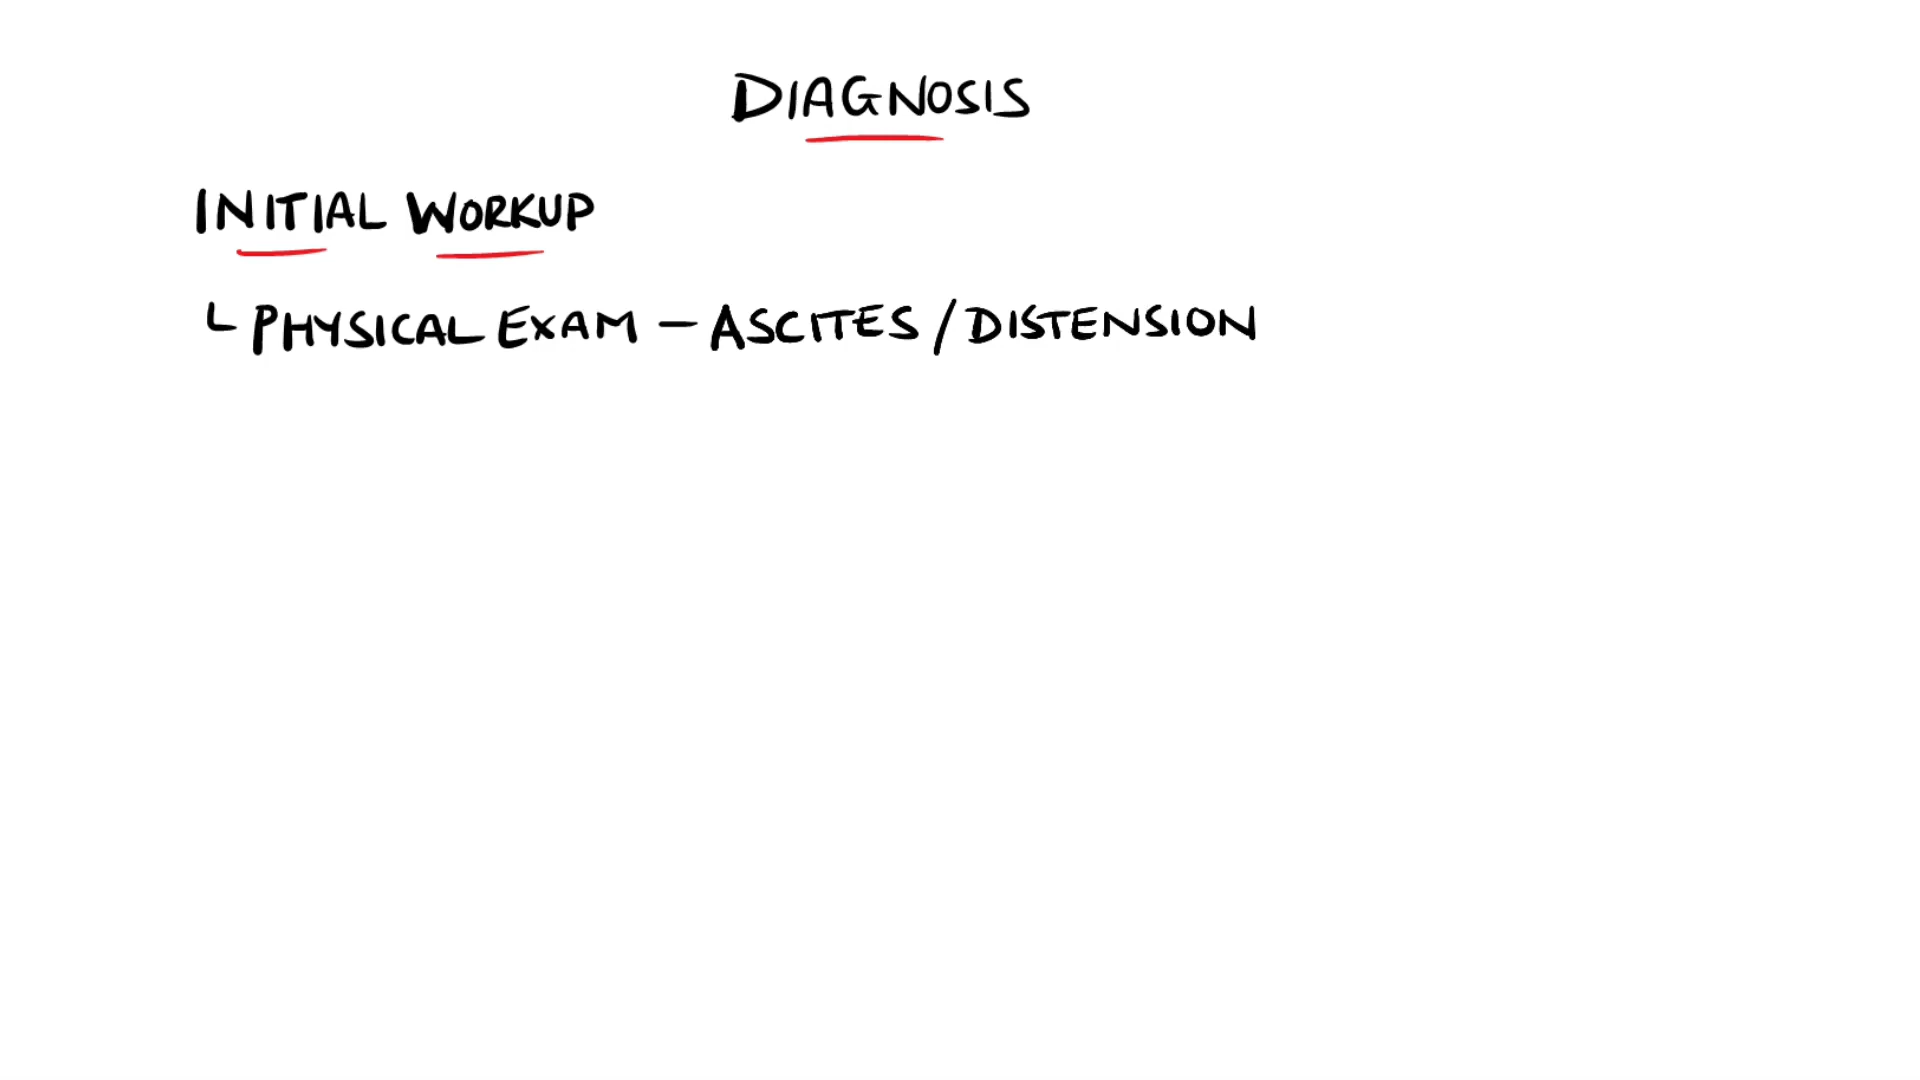 DIAGNOSIS
INITIAL WORKUP
└ PHYSICAL EXAM – ASCITES / DISTENSION